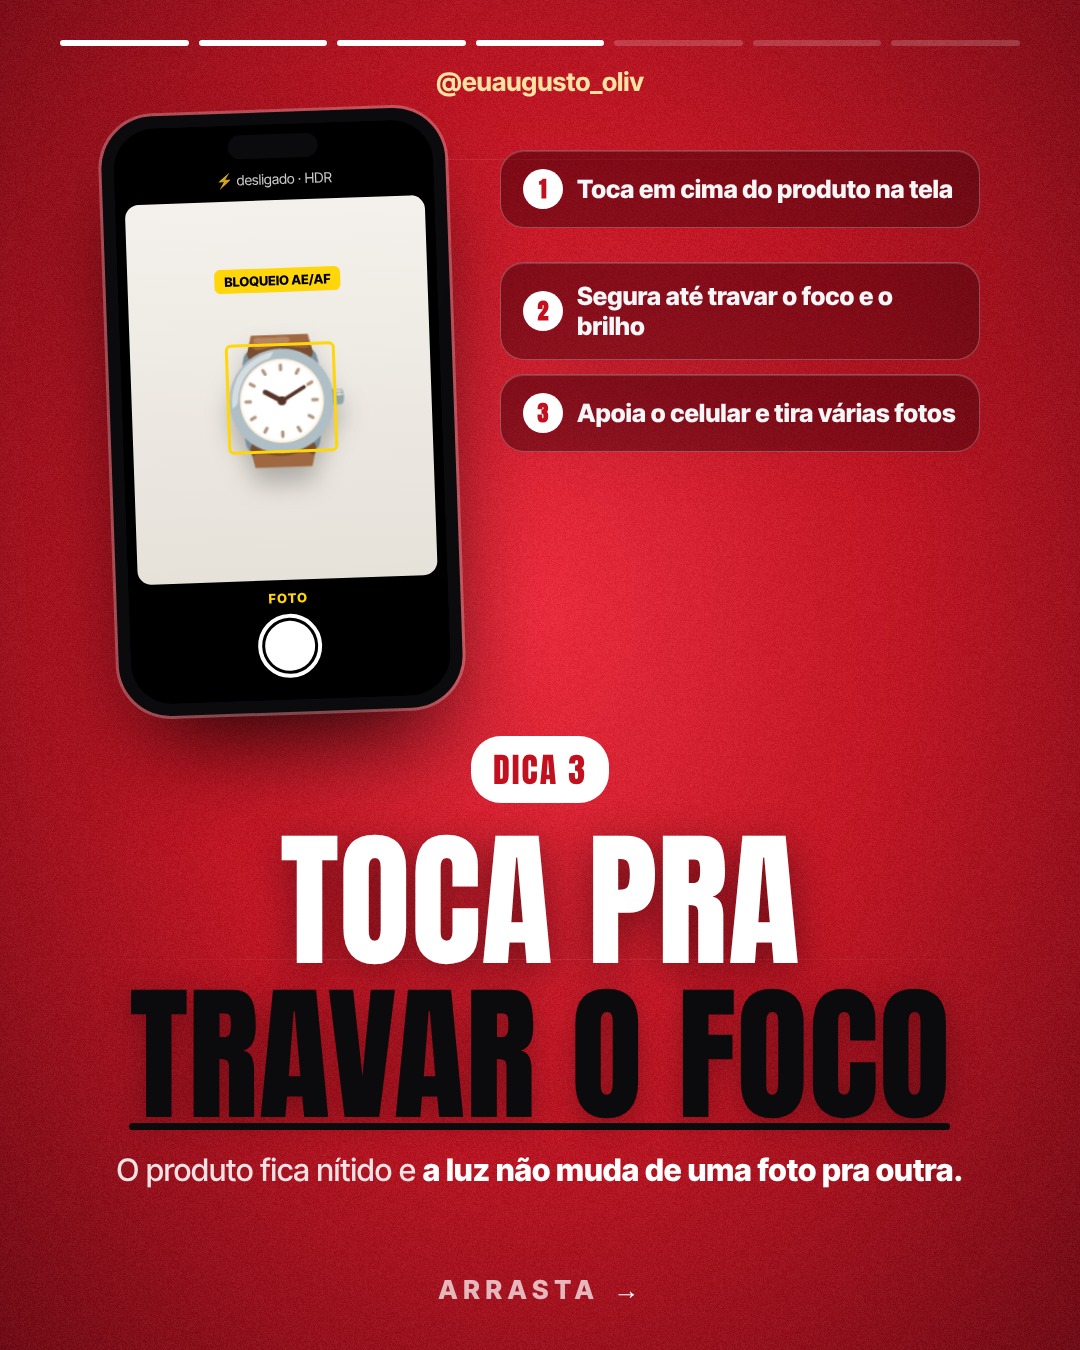 @euaugusto_oliv
⚡ desligado · HDR
BLOQUEIO AE/AF
FOTO
1 Toca em cima do produto na tela
2 Segura até travar o foco e o
brilho
3 Apoia o celular e tira várias fotos
DICA 3
TOCA PRA
TRAVAR O FOCO
O produto fica nítido e a luz não muda de uma foto pra outra.
ARRASTA →